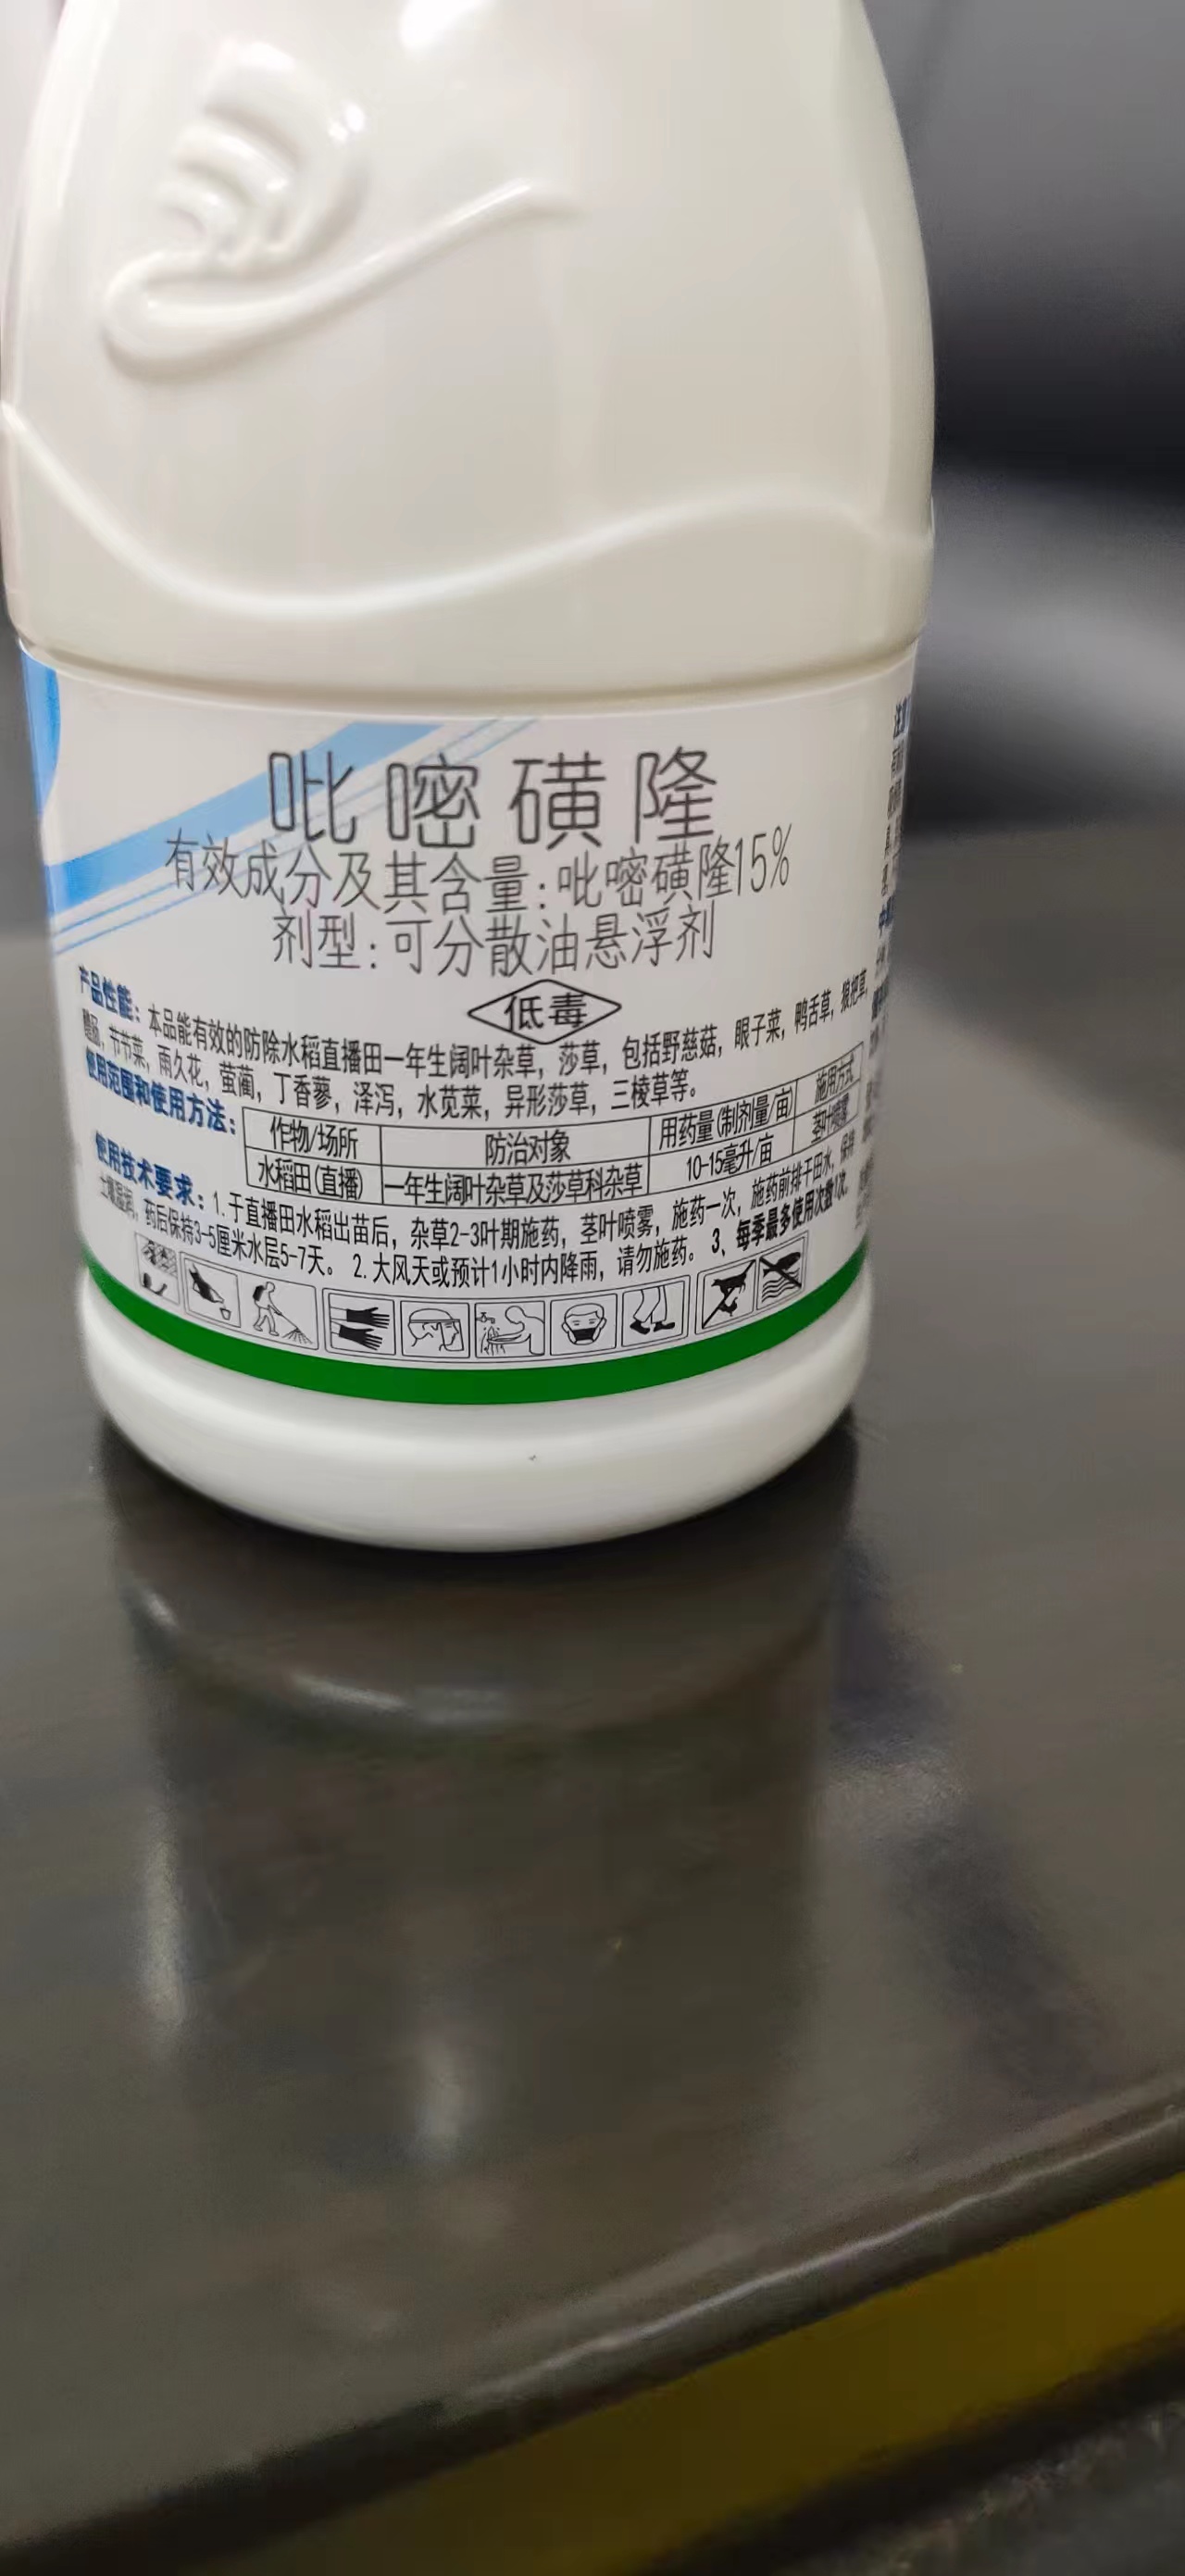 吡嘧磺隆
有效成分及其含量:吡嘧磺隆15%
剂型:可分散油悬浮剂
低毒
产品性能:本品能有效的防除水稻直播田一年生阔叶杂草,莎草,包括野慈菇,眼子菜,鸭舌草,狼把草,
鳢肠,节节菜,雨久花,萤蔺,丁香蓼,泽泻,水苋菜,异形莎草,三棱草等。
使用范围和使用方法:
作物/场所 防治对象 用药量(制剂量/亩) 施用方式
水稻田(直播) 一年生阔叶杂草及莎草科杂草 10-15毫升/亩 茎叶喷雾
使用技术要求:1.于直播田水稻出苗后,杂草2-3叶期施药,茎叶喷雾,施药一次,施药前排干田水,保持
土壤湿润,药后保持3-5厘米水层5-7天。2.大风天或预计1小时内降雨,请勿施药。3、每季最多使用次数1次。